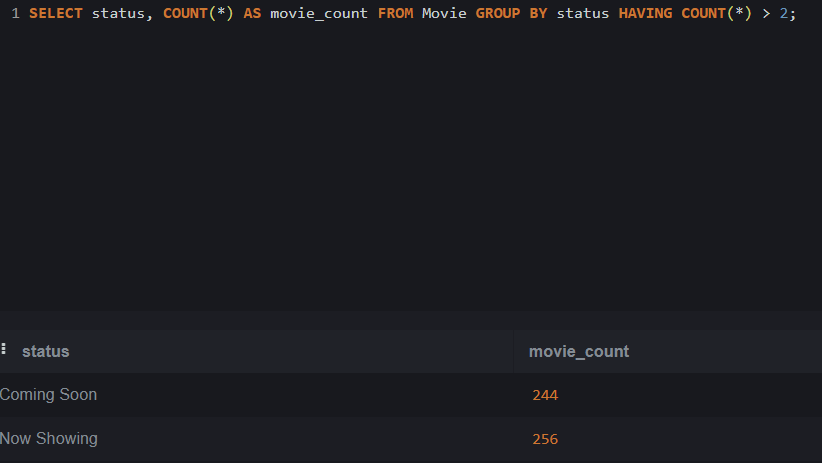 1 SELECT status, COUNT(*) AS movie_count FROM Movie GROUP BY status HAVING COUNT(*) > 2;
status movie_count
Coming Soon 244
Now Showing 256